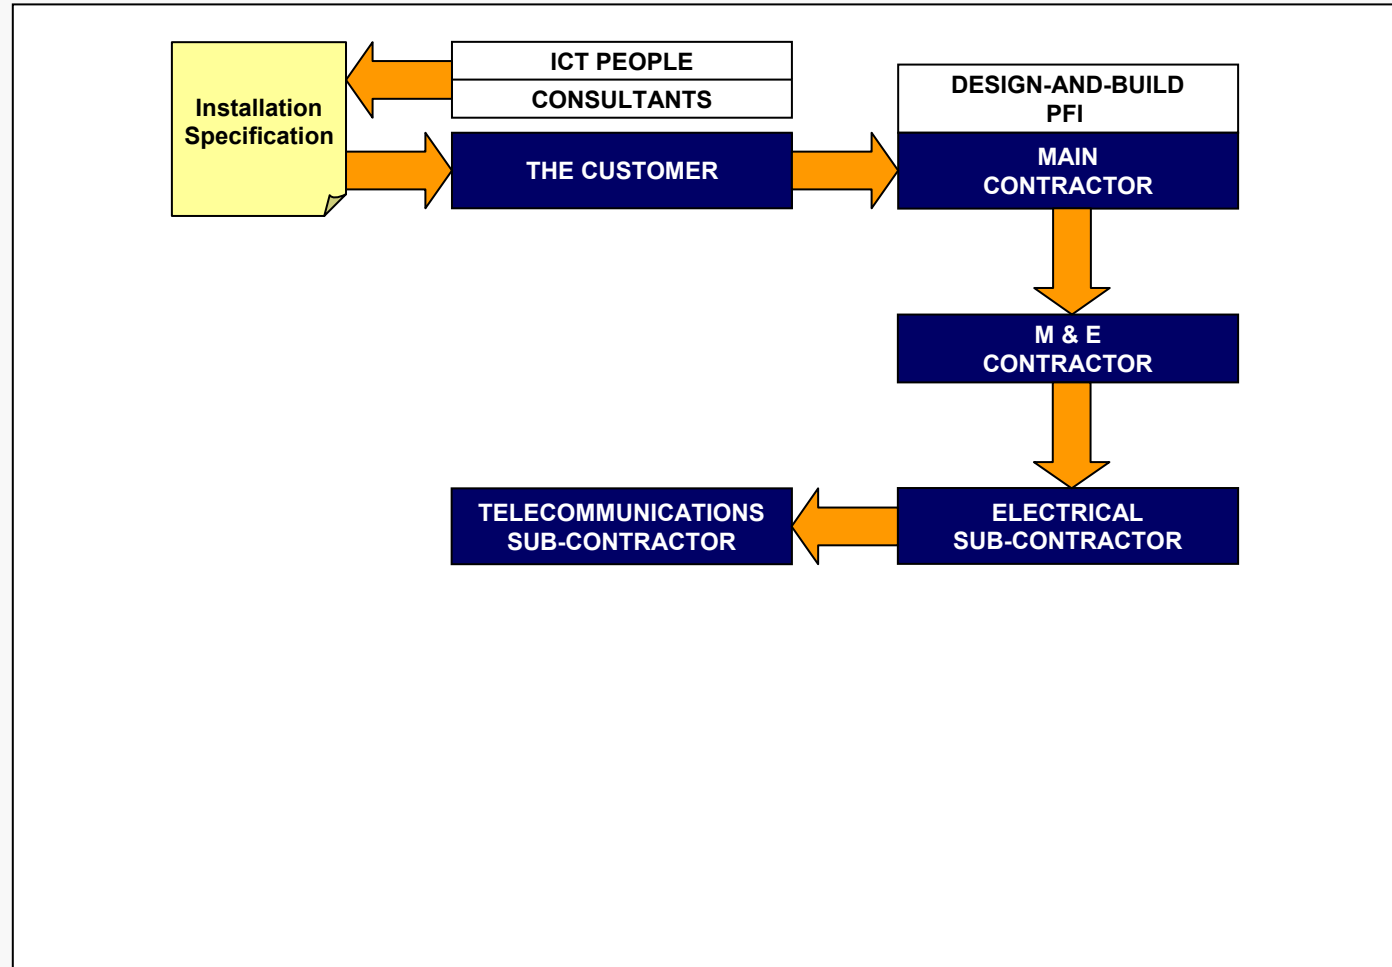 Installation
Specification
ICT PEOPLE
CONSULTANTS
THE CUSTOMER
DESIGN-AND-BUILD
PFI
MAIN
CONTRACTOR
M & E
CONTRACTOR
ELECTRICAL
SUB-CONTRACTOR
TELECOMMUNICATIONS
SUB-CONTRACTOR